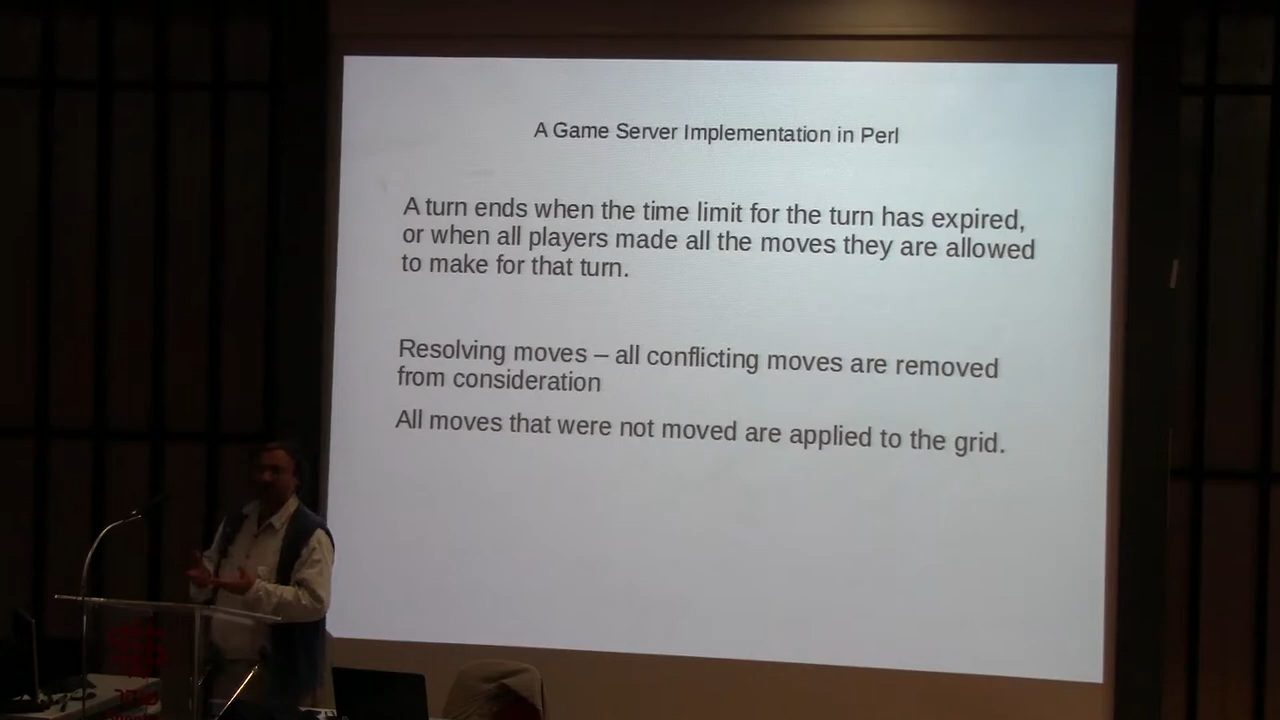 A Game Server Implementation in Perl
A turn ends when the time limit for the turn has expired,
or when all players made all the moves they are allowed
to make for that turn.
Resolving moves – all conflicting moves are removed
from consideration
All moves that were not moved are applied to the grid.